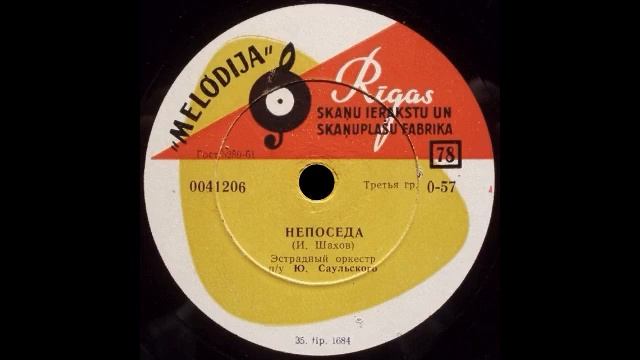 „MELŌDIJA”
Rīgas
SKAŅU IERAKSTU UN
SKAŅUPLAŠU FABRIKA
78
0041206
Третья гр. 0-57
НЕПОСЕДА
(И. Шахов)
Эстрадный оркестр
п/у Ю. Саульского
35. tip. 1684